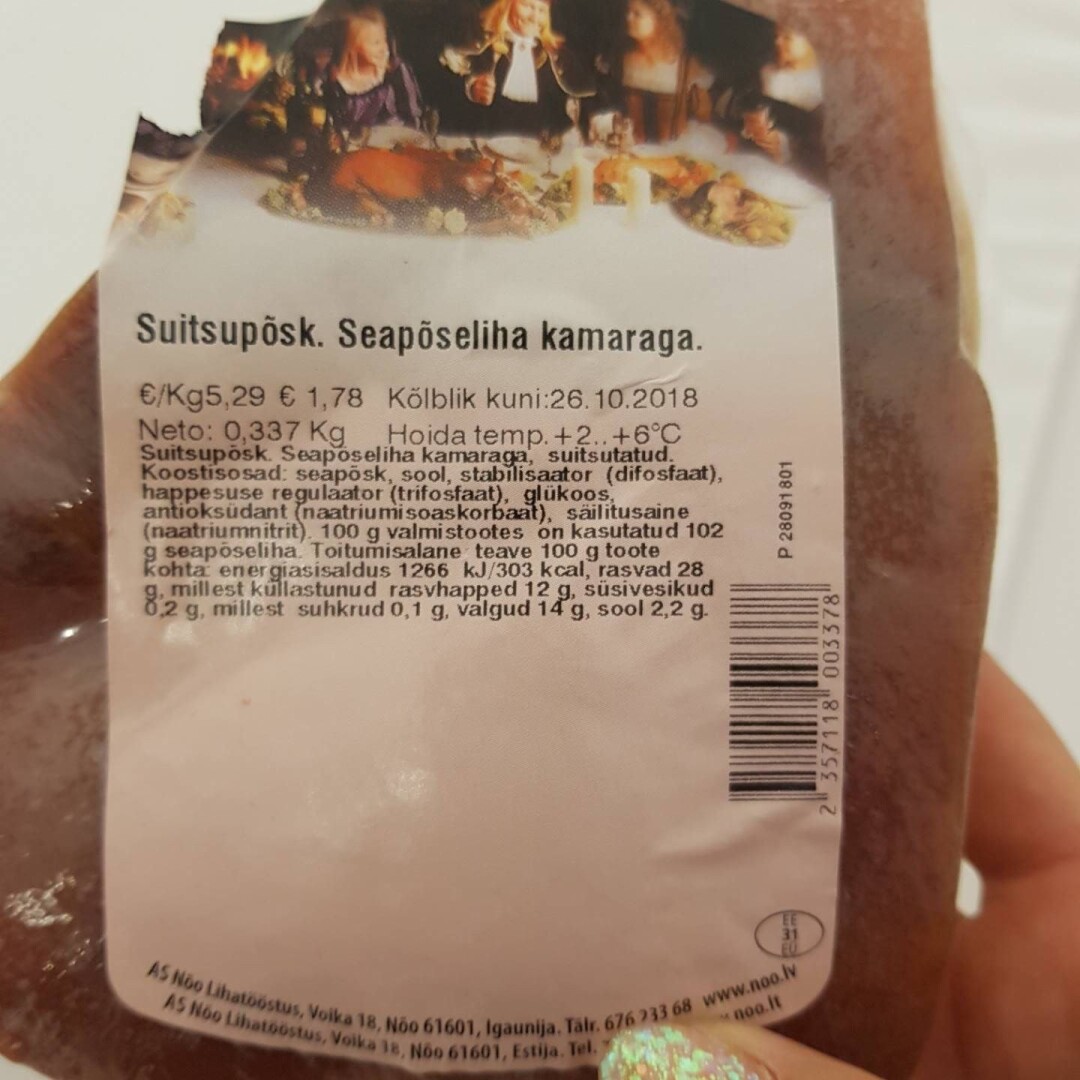 Suitsupõsk. Seapõseliha kamaraga.
€/Kg5,29 € 1,78 Kõlblik kuni:26.10.2018
Neto: 0,337 Kg Hoida temp.+2..+6°C
Suitsupõsk. Seapõseliha kamaraga, suitsutatud.
Koostisosad: seapõsk, sool, stabilisaator (difosfaat),
happesuse regulaator (trifosfaat), glükoos,
antioksüdant (naatriumisoaskorbaat), säilitusaine
(naatriumnitrit). 100 g valmistootes on kasutatud 102
g seapõseliha. Toitumisalane teave 100 g toote
kohta: energiasisaldus 1266 kJ/303 kcal, rasvad 28
g, millest küllastunud rasvhapped 12 g, süsivesikud
0,2 g, millest suhkrud 0,1 g, valgud 14 g, sool 2,2 g.
P 28091801
2 357118 003378
EE
31
EU
AS Nõo Lihatööstus, Voika 18, Nõo 61601, Igaunija. Tālr. 676 233 68 www.noo.lv
AS Nõo Lihatööstus, Voika 18, Nõo 61601, Estija. Tel. noo.lt